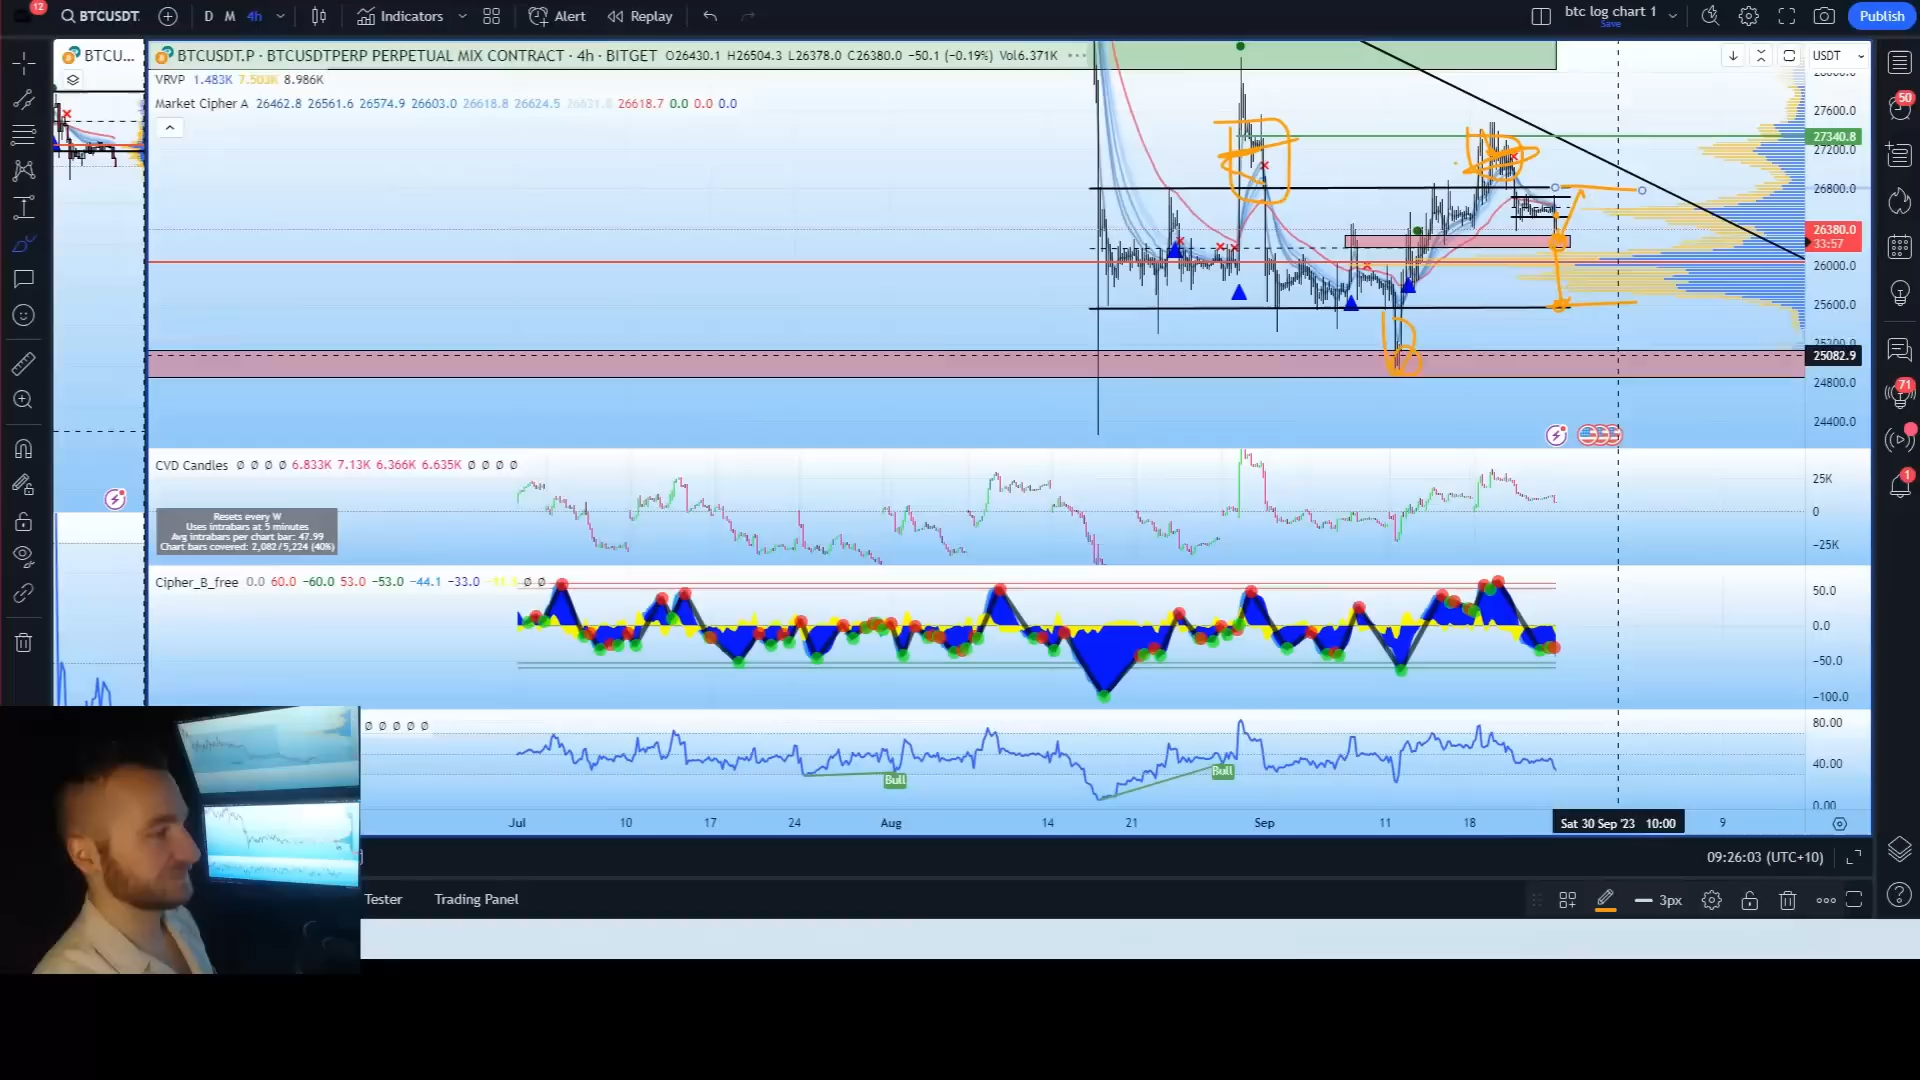 12
BTCUSDT.
D M 4h
Indicators
Alert
Replay
btc log chart 1
Save
Publish
BTCU...
BTCUSDT.P · BTCUSDTPERP PERPETUAL MIX CONTRACT · 4h · BITGET O26430.1 H26504.3 L26378.0 C26380.0 −50.1 (−0.19%) Vol6.371K
USDT
VRVP 1.483K 7.503K 8.986K
Market Cipher A 26462.8 26561.6 26574.9 26603.0 26618.8 26624.5 26618.7 0.0 0.0 0.0
27600.0
27340.8
27200.0
26800.0
26380.0
33:57
26000.0
25600.0
25082.9
24800.0
24400.0
50
71
1
CVD Candles Ø Ø Ø Ø 6.833K 7.13K 6.366K 6.635K Ø Ø Ø Ø
25K
0
−25K
Resets every W
Uses intrabars at 5 minutes
Avg intrabars per chart bar: 47.99
Chart bars covered: 2,082/5,224 (40%)
Cipher_B_free 0.0 60.0 −60.0 53.0 −53.0 −44.1 −33.0 Ø Ø
50.0
0.0
−50.0
−100.0
Ø Ø Ø Ø Ø
Bull
Bull
80.00
40.00
0.00
Jul 10 17 24 Aug 14 21 Sep 11 18 Sat 30 Sep '23 10:00 9
09:26:03 (UTC+10)
Tester
Trading Panel
3px